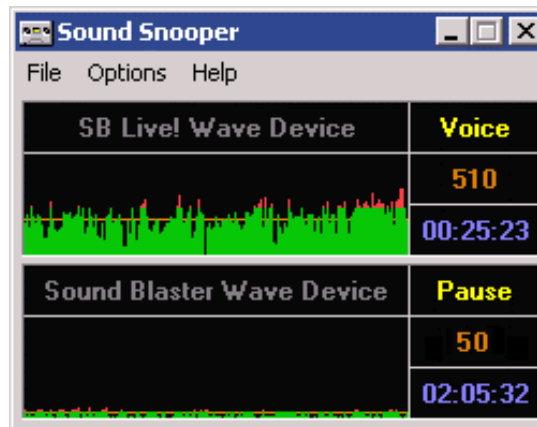 Sound Snooper
File Options Help
SB Live! Wave Device Voice
510
00:25:23
Sound Blaster Wave Device Pause
50
02:05:32